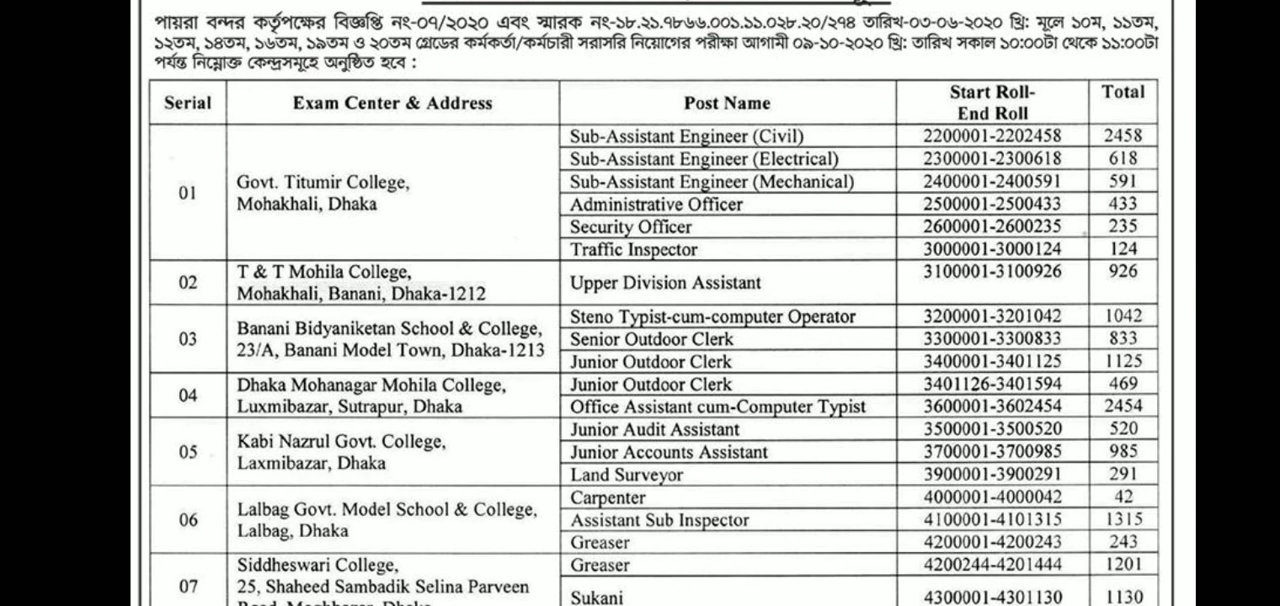 পায়রা বন্দর কর্তৃপক্ষের বিজ্ঞপ্তি নং-০৭/২০২০ এবং স্মারক নং-১৮.২১.৭৮৬৬.০০১.১১.০২৮.২০/২৭৪ তারিখ-০৩-০৬-২০২০ খ্রি: মূলে ১০ম, ১১তম,
১২তম, ১৪তম, ১৬তম, ১৯তম ও ২০তম গ্রেডের কর্মকর্তা/কর্মচারী সরাসরি নিয়োগের পরীক্ষা আগামী ০৯-১০-২০২০ খ্রি: তারিখ সকাল ১০:০০টা থেকে ১১:০০টা
পর্যন্ত নিম্নোক্ত কেন্দ্রসমূহে অনুষ্ঠিত হবে :
Serial Exam Center & Address Post Name Start Roll- End Roll Total
01 Govt. Titumir College, Mohakhali, Dhaka
Sub-Assistant Engineer (Civil) 2200001-2202458 2458
Sub-Assistant Engineer (Electrical) 2300001-2300618 618
Sub-Assistant Engineer (Mechanical) 2400001-2400591 591
Administrative Officer 2500001-2500433 433
Security Officer 2600001-2600235 235
Traffic Inspector 3000001-3000124 124
02 T & T Mohila College, Mohakhali, Banani, Dhaka-1212
Upper Division Assistant 3100001-3100926 926
03 Banani Bidyaniketan School & College, 23/A, Banani Model Town, Dhaka-1213
Steno Typist-cum-computer Operator 3200001-3201042 1042
Senior Outdoor Clerk 3300001-3300833 833
Junior Outdoor Clerk 3400001-3401125 1125
04 Dhaka Mohanagar Mohila College, Luxmibazar, Sutrapur, Dhaka
Junior Outdoor Clerk 3401126-3401594 469
Office Assistant cum-Computer Typist 3600001-3602454 2454
05 Kabi Nazrul Govt. College, Laxmibazar, Dhaka
Junior Audit Assistant 3500001-3500520 520
Junior Accounts Assistant 3700001-3700985 985
Land Surveyor 3900001-3900291 291
06 Lalbag Govt. Model School & College, Lalbag, Dhaka
Carpenter 4000001-4000042 42
Assistant Sub Inspector 4100001-4101315 1315
Greaser 4200001-4200243 243
07 Siddheswari College, 25, Shaheed Sambadik Selina Parveen
Greaser 4200244-4201444 1201
Sukani 4300001-4301130 1130